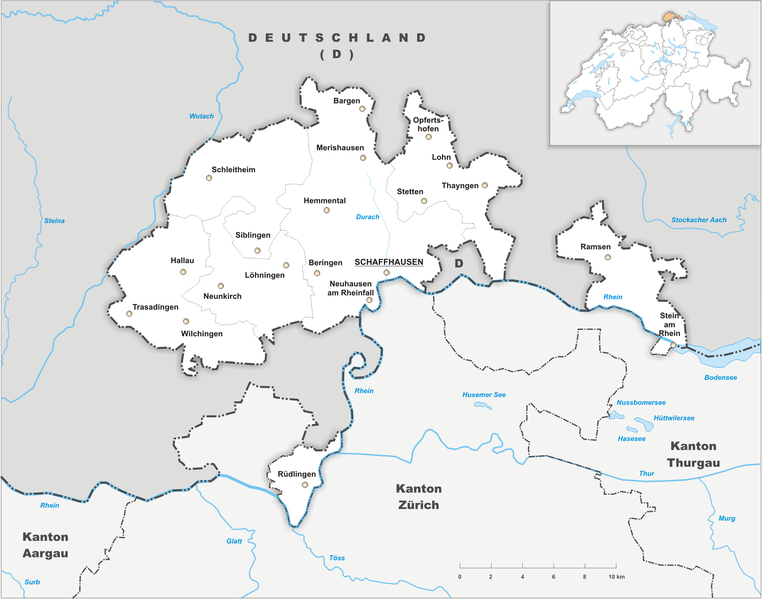 DEUTSCHLAND
(D)
Wutach
Bargen
Opferts-
hofen
Merishausen
Lohn
Schleitheim
Thayngen
Stetten
Steina
Hemmental
Durach
Stockacher Aach
Siblingen
Ramsen
Hallau
Beringen
SCHAFFHAUSEN
D
Löhningen
Neunkirch
Neuhausen
am Rheinfall
Rhein
Trasadingen
Stein
am
Rhein
Wilchingen
Bodensee
Rhein
Husemer See
Nussbomersee
Hüttwilersee
Hasesee
Kanton
Thurgau
Rüdlingen
Thur
Kanton
Zürich
Rhein
Murg
Kanton
Aargau
Glatt
Töss
Surb
0 2 4 6 8 10 km